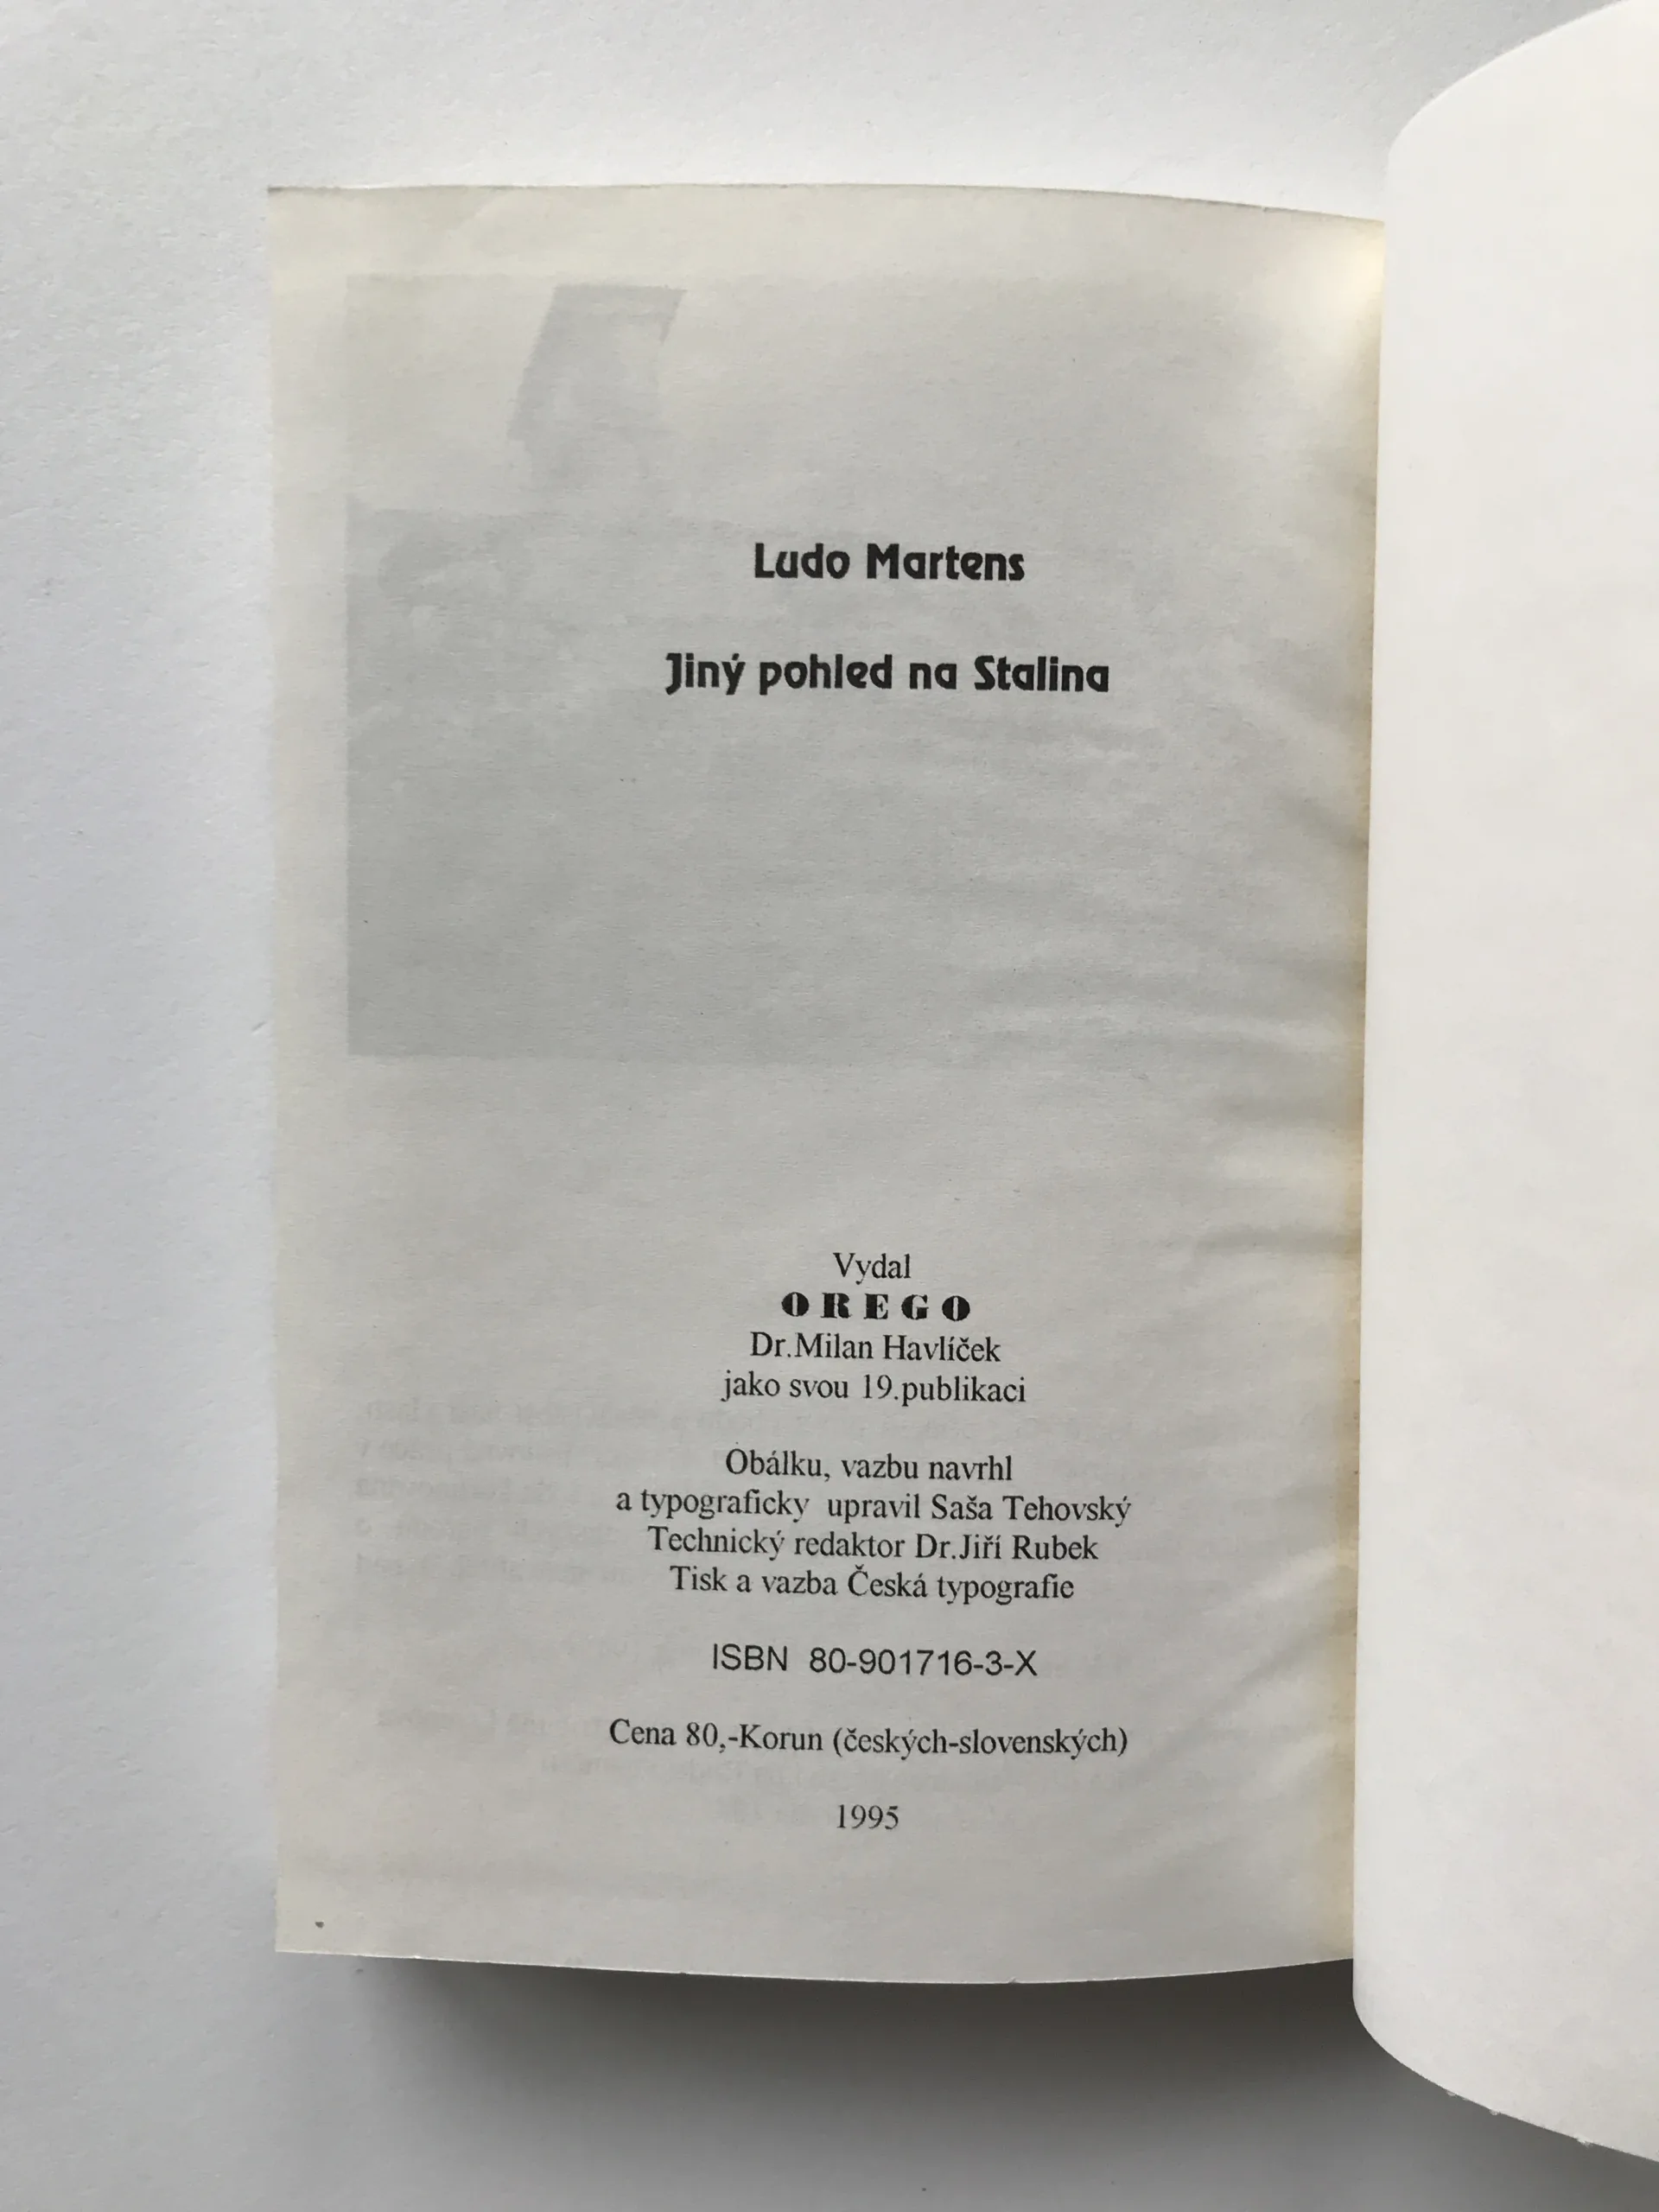 Ludo Martens
Jiný pohled na Stalina
Vydal
OREGO
Dr.Milan Havlíček
jako svou 19.publikaci
Obálku, vazbu navrhl
a typograficky upravil Saša Tehovský
Technický redaktor Dr.Jiří Rubek
Tisk a vazba Česká typografie
ISBN 80-901716-3-X
Cena 80,-Korun (českých-slovenských)
1995